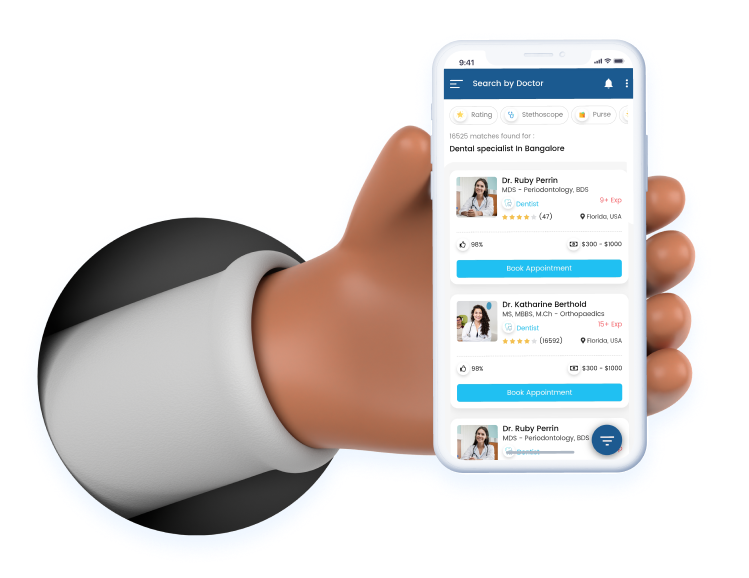 9:41
Search by Doctor
Rating
Stethoscope
Purse
16525 matches found for :
Dental specialist in Bangalore
Dr. Ruby Perrin
MDS - Periodontology, BDS
9+ Exp
Dentist
(47)
Florida, USA
98%
$300 - $1000
Book Appointment
Dr. Katharine Berthold
MS, MBBS, M.Ch - Orthopaedics
15+ Exp
Dentist
(16592)
Florida, USA
99%
$300 - $1000
Book Appointment
Dr. Ruby Perrin
MDS - Periodontology, BDS
Dentist